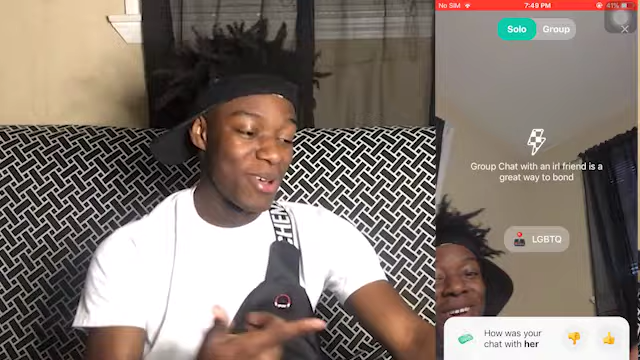 No SIM 7:49 PM 41%
Solo Group
Group Chat with an irl friend is a
great way to bond
LGBTQ
How was your
chat with her